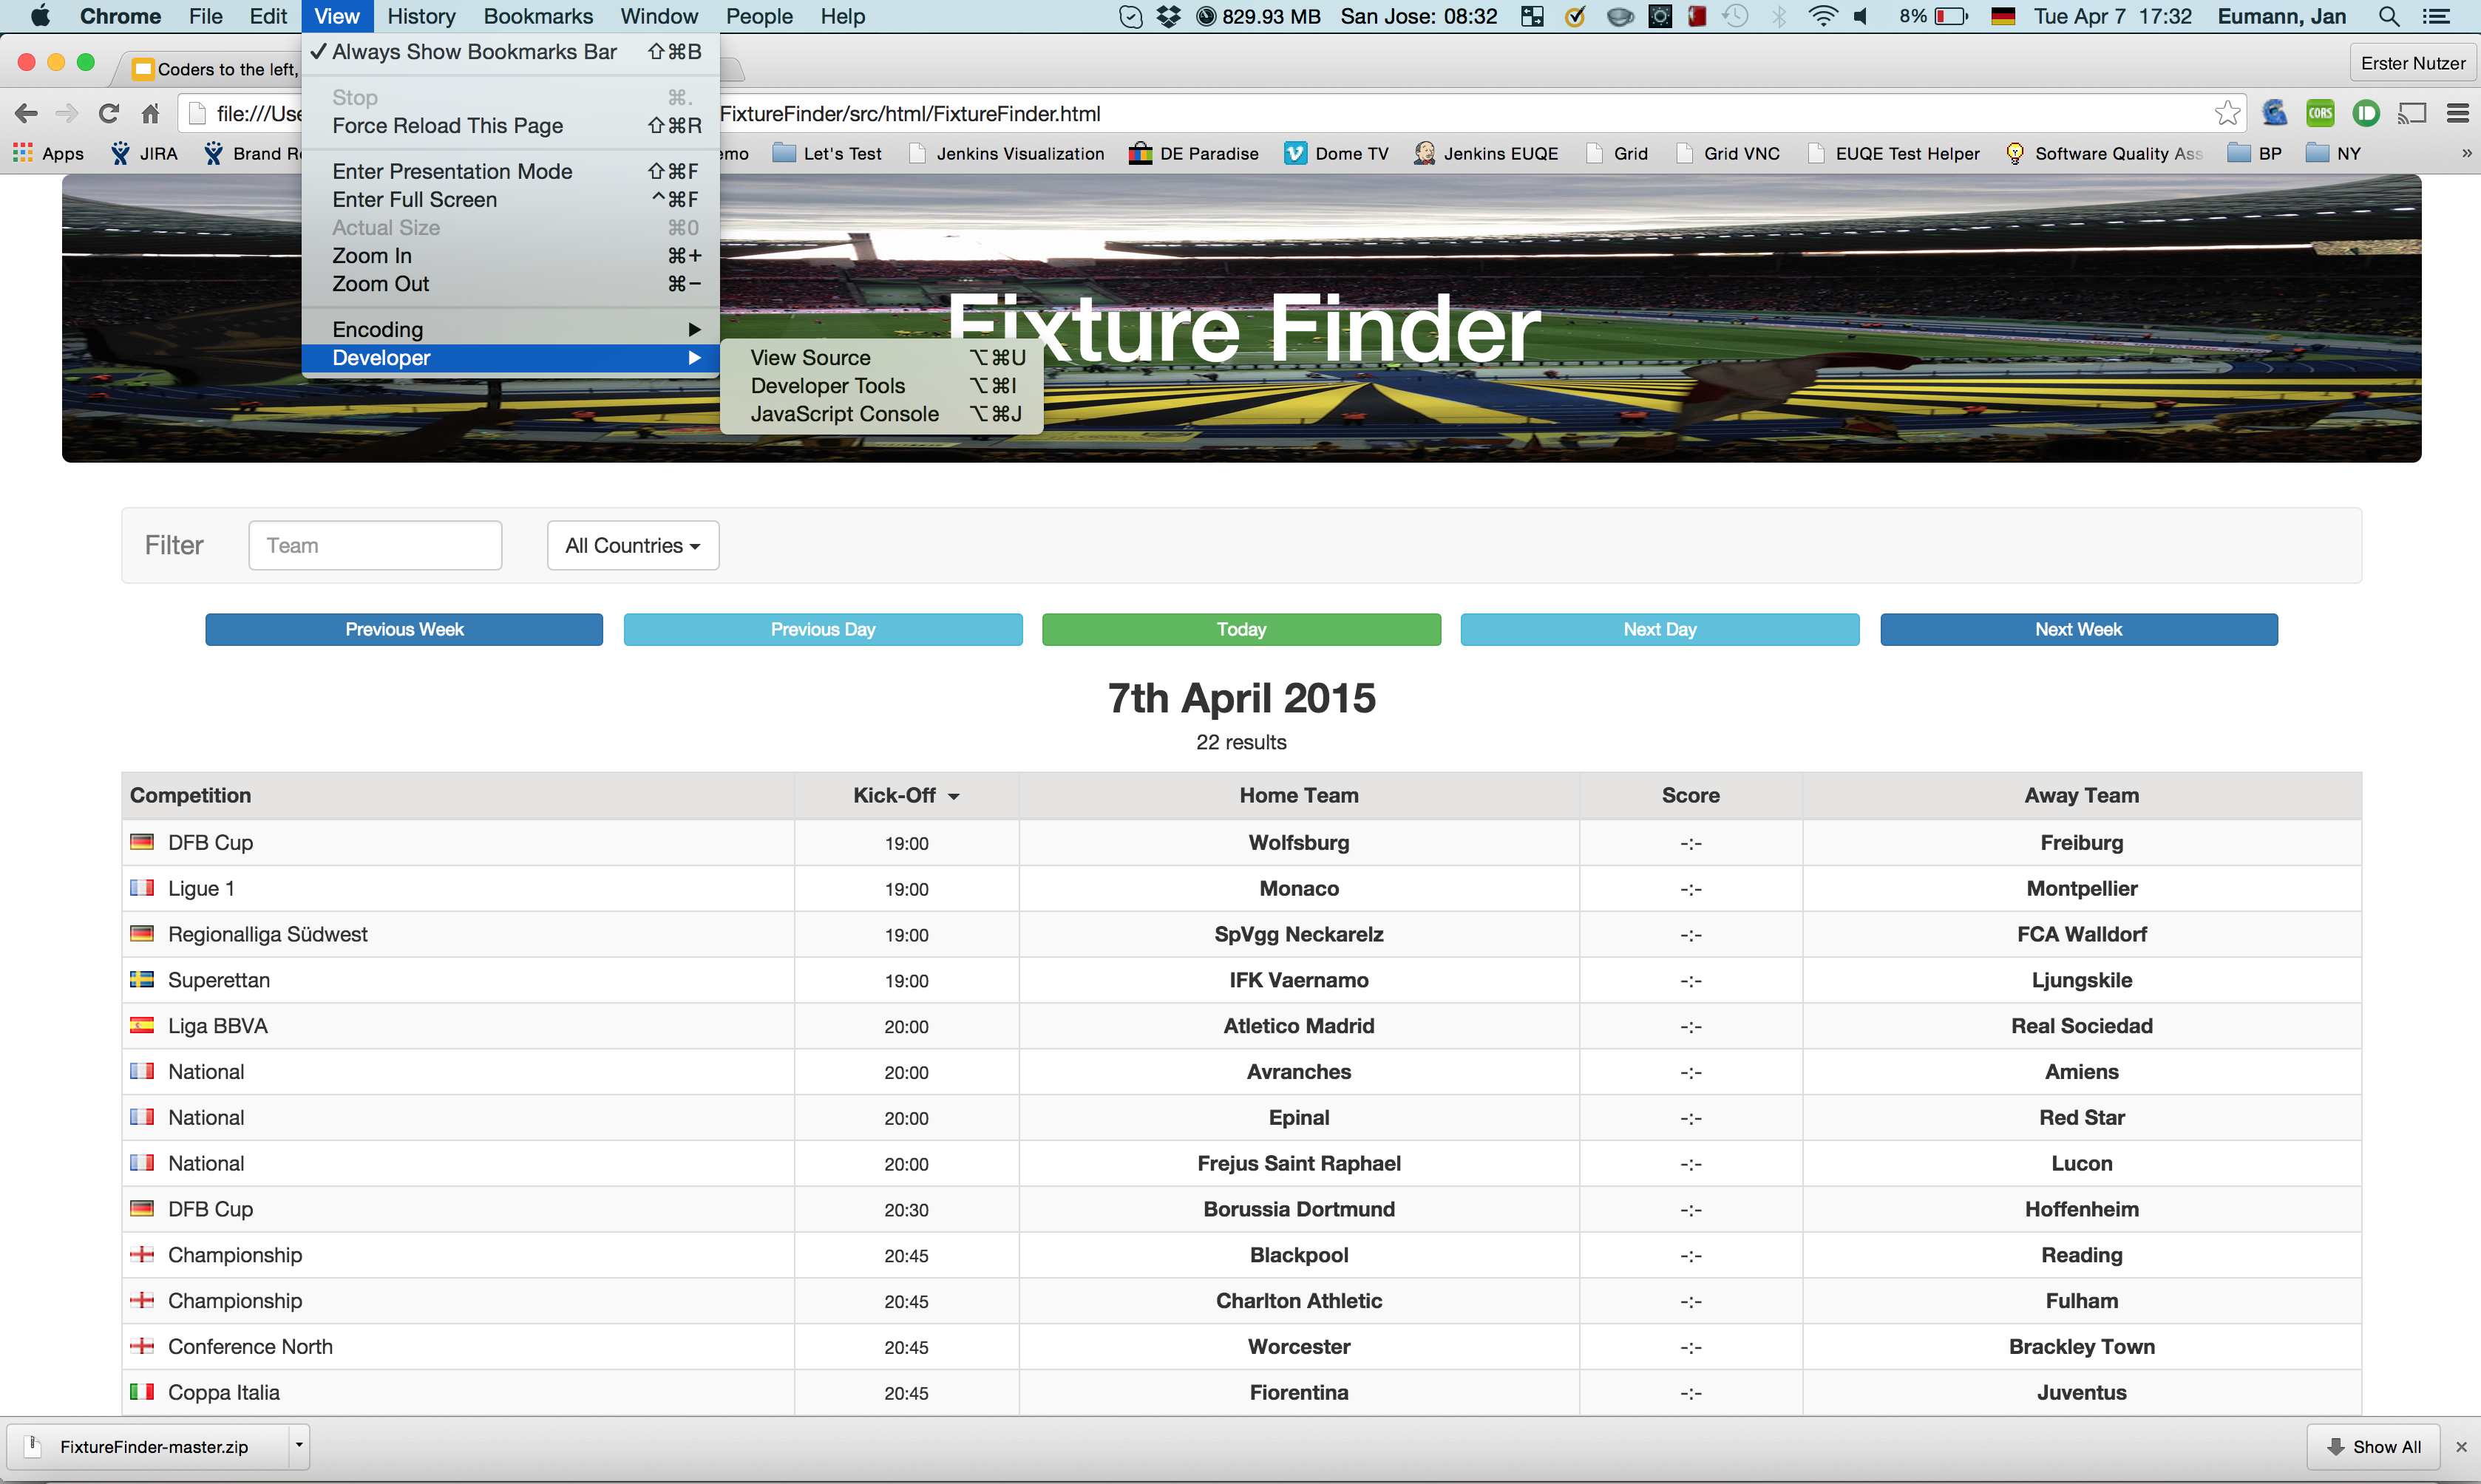 Chrome File Edit View History Bookmarks Window People Help 829.93 MB San Jose: 08:32 8% Tue Apr 7 17:32 Eumann, Jan
✓ Always Show Bookmarks Bar ⇧⌘B
Stop ⌘.
Force Reload This Page ⇧⌘R
Enter Presentation Mode ⇧⌘F
Enter Full Screen ^⌘F
Actual Size ⌘0
Zoom In ⌘+
Zoom Out ⌘−
Encoding ▶
Developer ▶
View Source ⌥⌘U
Developer Tools ⌥⌘I
JavaScript Console ⌥⌘J
Coders to the left,
Erster Nutzer
file:///Use
FixtureFinder/src/html/FixtureFinder.html
CORS
Apps JIRA Brand Re
emo Let's Test Jenkins Visualization DE Paradise Dome TV Jenkins EUQE Grid Grid VNC EUQE Test Helper Software Quality Ass BP NY »
Fixture Finder
Filter Team All Countries
Previous Week Previous Day Today Next Day Next Week
7th April 2015
22 results
Competition Kick-Off Home Team Score Away Team
DFB Cup 19:00 Wolfsburg -:- Freiburg
Ligue 1 19:00 Monaco -:- Montpellier
Regionalliga Südwest 19:00 SpVgg Neckarelz -:- FCA Walldorf
Superettan 19:00 IFK Vaernamo -:- Ljungskile
Liga BBVA 20:00 Atletico Madrid -:- Real Sociedad
National 20:00 Avranches -:- Amiens
National 20:00 Epinal -:- Red Star
National 20:00 Frejus Saint Raphael -:- Lucon
DFB Cup 20:30 Borussia Dortmund -:- Hoffenheim
Championship 20:45 Blackpool -:- Reading
Championship 20:45 Charlton Athletic -:- Fulham
Conference North 20:45 Worcester -:- Brackley Town
Coppa Italia 20:45 Fiorentina -:- Juventus
FixtureFinder-master.zip Show All ×